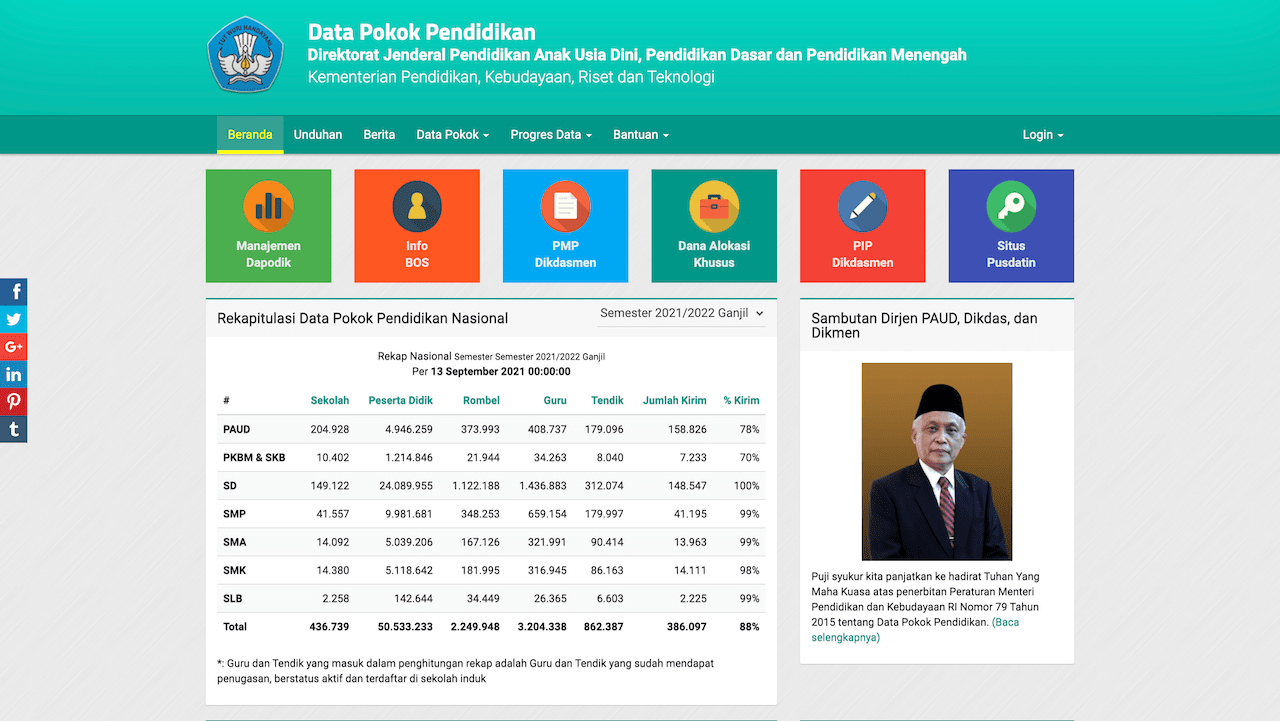 TUT WURI HANDAYANI
Data Pokok Pendidikan
Direktorat Jenderal Pendidikan Anak Usia Dini, Pendidikan Dasar dan Pendidikan Menengah
Kementerian Pendidikan, Kebudayaan, Riset dan Teknologi
Beranda Unduhan Berita Data Pokok Progres Data Bantuan Login
Manajemen
Dapodik
Info
BOS
PMP
Dikdasmen
Dana Alokasi
Khusus
PIP
Dikdasmen
Situs
Pusdatin
f
G+
in
t
Rekapitulasi Data Pokok Pendidikan Nasional
Semester 2021/2022 Ganjil
Rekap Nasional Semester Semester 2021/2022 Ganjil
Per 13 September 2021 00:00:00
# Sekolah Peserta Didik Rombel Guru Tendik Jumlah Kirim % Kirim
PAUD 204.928 4.946.259 373.993 408.737 179.096 158.826 78%
PKBM & SKB 10.402 1.214.846 21.944 34.263 8.040 7.233 70%
SD 149.122 24.089.955 1.122.188 1.436.883 312.074 148.547 100%
SMP 41.557 9.981.681 348.253 659.154 179.997 41.195 99%
SMA 14.092 5.039.206 167.126 321.991 90.414 13.963 99%
SMK 14.380 5.118.642 181.995 316.945 86.163 14.111 98%
SLB 2.258 142.644 34.449 26.365 6.603 2.225 99%
Total 436.739 50.533.233 2.249.948 3.204.338 862.387 386.097 88%
*: Guru dan Tendik yang masuk dalam penghitungan rekap adalah Guru dan Tendik yang sudah mendapat
penugasan, berstatus aktif dan terdaftar di sekolah induk
Sambutan Dirjen PAUD, Dikdas, dan
Dikmen
Puji syukur kita panjatkan ke hadirat Tuhan Yang
Maha Kuasa atas penerbitan Peraturan Menteri
Pendidikan dan Kebudayaan RI Nomor 79 Tahun
2015 tentang Data Pokok Pendidikan. (Baca
selengkapnya)